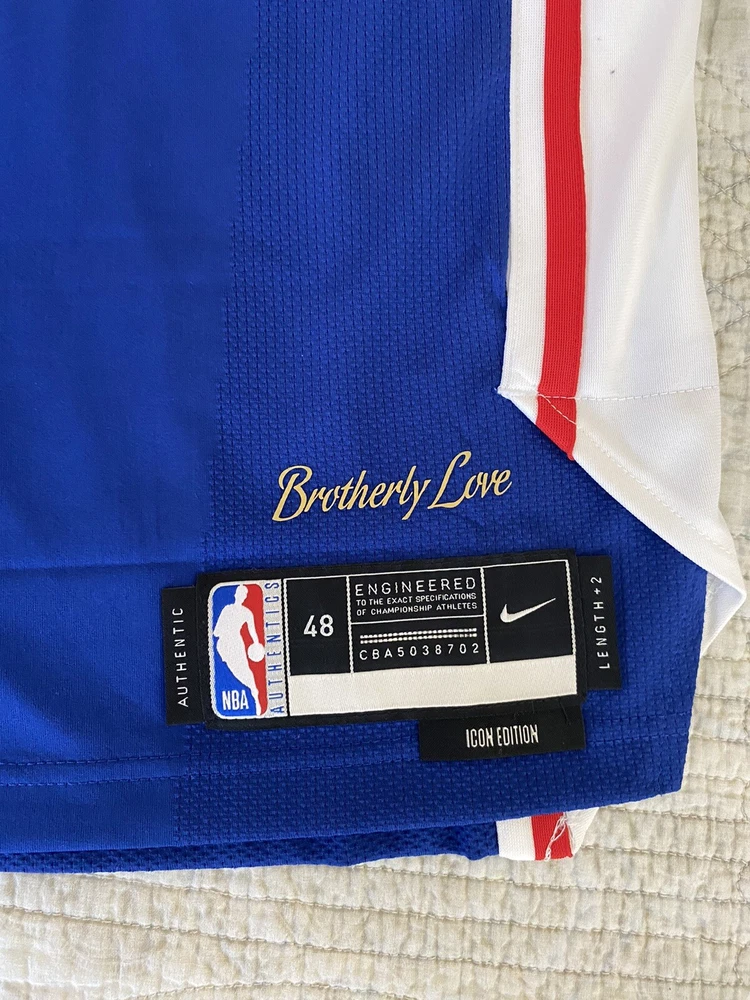 Brotherly Love
AUTHENTIC
NBA
AUTHENTICS
48
ENGINEERED
TO THE EXACT SPECIFICATIONS
OF CHAMPIONSHIP ATHLETES
CBA5038702
LENGTH+2
ICON EDITION